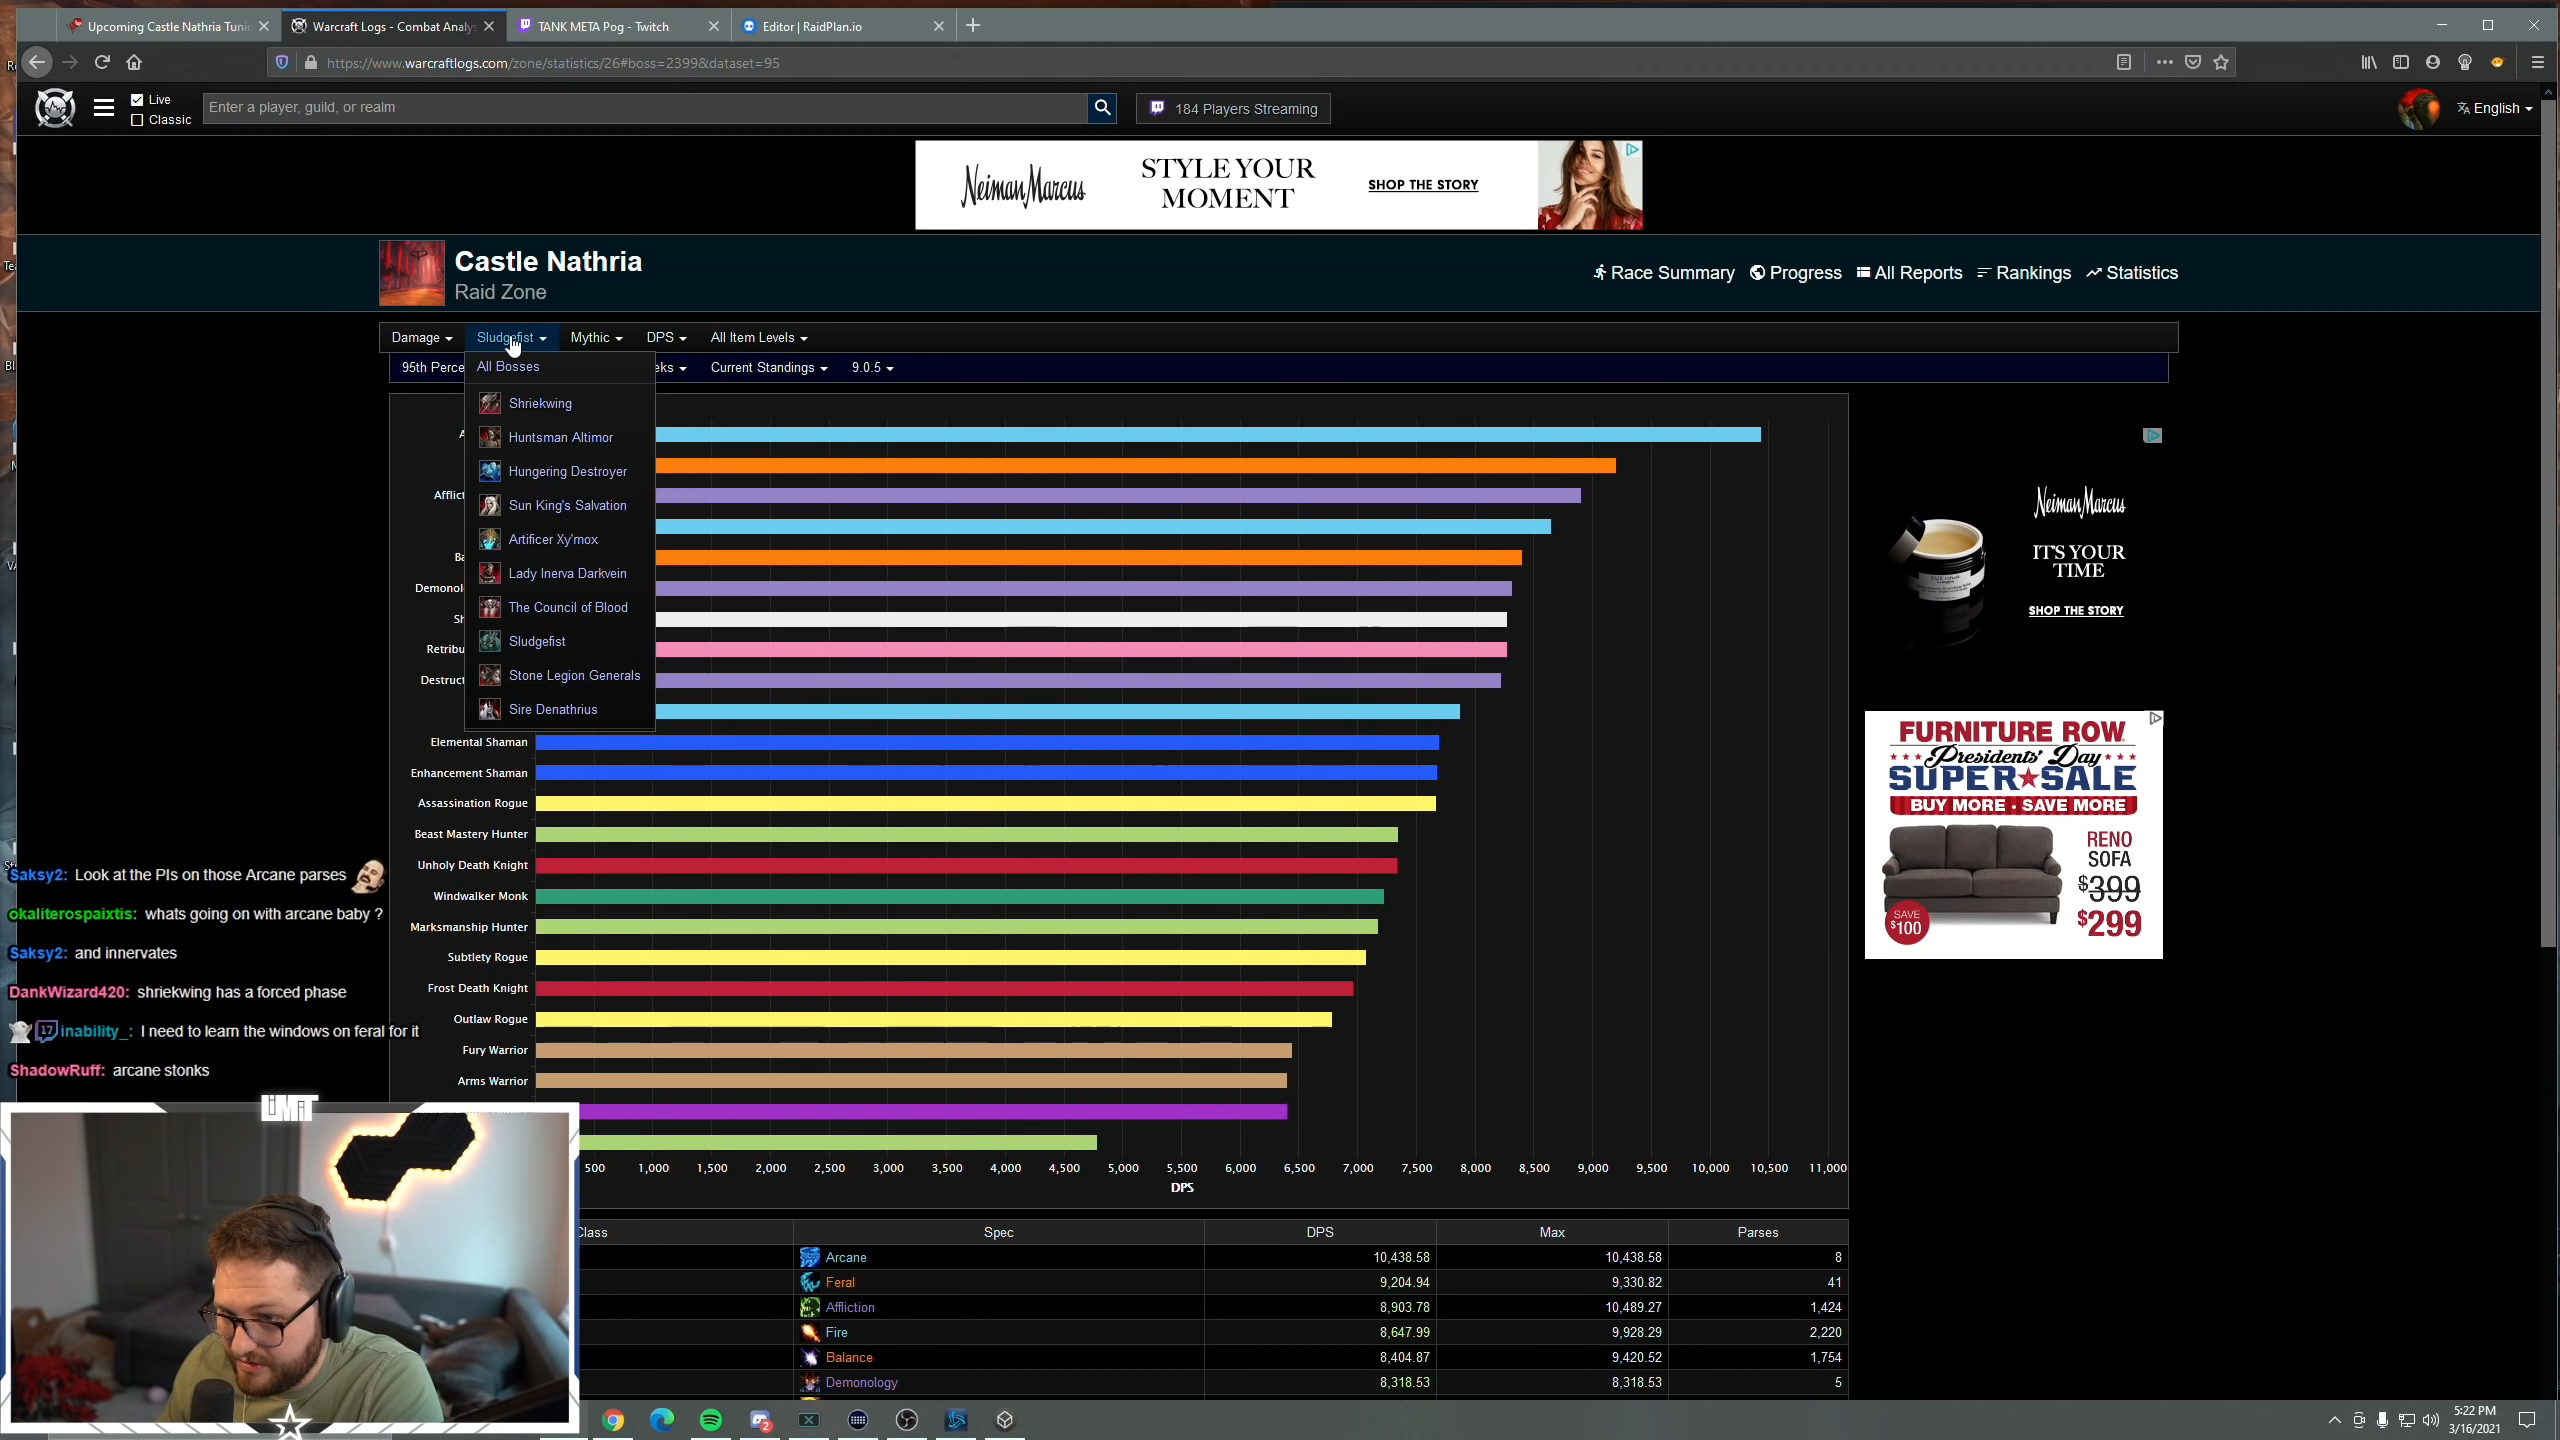 Upcoming Castle Nathria Tunin
Warcraft Logs - Combat Analys
TANK META Pog - Twitch
Editor | RaidPlan.io
https://www.warcraftlogs.com/zone/statistics/26#boss=2399&dataset=95
Live
Classic
Enter a player, guild, or realm
184 Players Streaming
English
Neiman Marcus
STYLE YOUR
MOMENT
SHOP THE STORY
Castle Nathria
Raid Zone
Race Summary Progress All Reports Rankings Statistics
Damage Sludgefist Mythic DPS All Item Levels
95th Perce
eks Current Standings 9.0.5
All Bosses
Shriekwing
Huntsman Altimor
Hungering Destroyer
Sun King's Salvation
Artificer Xy'mox
Lady Inerva Darkvein
The Council of Blood
Sludgefist
Stone Legion Generals
Sire Denathrius
A
Afflict
Ba
Demonol
Sh
Retribu
Destruct
Elemental Shaman
Enhancement Shaman
Assassination Rogue
Beast Mastery Hunter
Unholy Death Knight
Windwalker Monk
Marksmanship Hunter
Subtlety Rogue
Frost Death Knight
Outlaw Rogue
Fury Warrior
Arms Warrior
500 1,000 1,500 2,000 2,500 3,000 3,500 4,000 4,500 5,000 5,500 6,000 6,500 7,000 7,500 8,000 8,500 9,000 9,500 10,000 10,500 11,000
DPS
Neiman Marcus
IT'S YOUR
TIME
SHOP THE STORY
FURNITURE ROW
Presidents' Day
SUPER SALE
BUY MORE · SAVE MORE
RENO
SOFA
$399
$299
SAVE
$100
Saksy2: Look at the PIs on those Arcane parses
okaliterospaixtis: whats going on with arcane baby ?
Saksy2: and innervates
DankWizard420: shriekwing has a forced phase
17 inability_: I need to learn the windows on feral for it
ShadowRuff: arcane stonks
LIMIT
Class Spec DPS Max Parses
Arcane 10,438.58 10,438.58 8
Feral 9,204.94 9,330.82 41
Affliction 8,903.78 10,489.27 1,424
Fire 8,647.99 9,928.29 2,220
Balance 8,404.87 9,420.52 1,754
Demonology 8,318.53 8,318.53 5
2
5:22 PM
3/16/2021